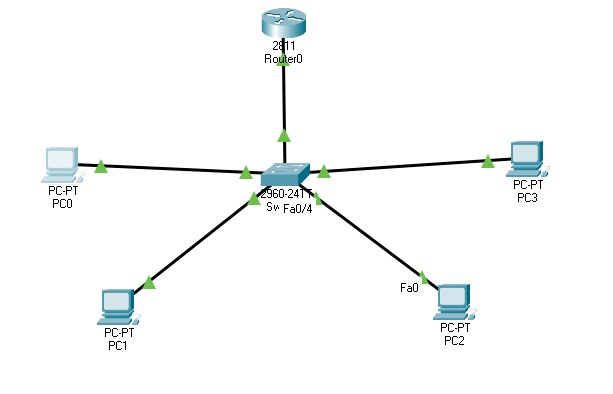 2811
Router0
PC-PT
PC0
PC-PT
PC3
2960-24TT
Fa0/4
Fa0
PC-PT
PC1
PC-PT
PC2